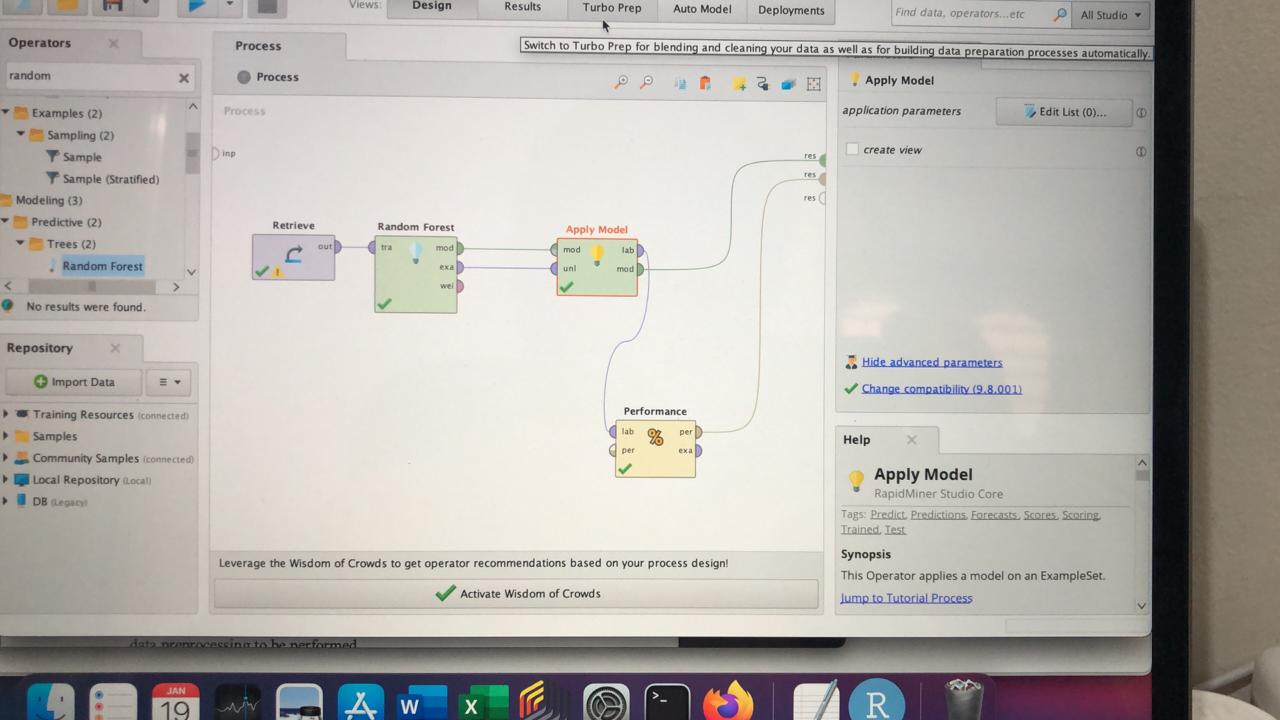 Views: Design Results Turbo Prep Auto Model Deployments
Find data, operators...etc
All Studio
Switch to Turbo Prep for blending and cleaning your data as well as for building data preparation processes automatically.
Operators
random
Examples (2)
Sampling (2)
Sample
Sample (Stratified)
Modeling (3)
Predictive (2)
Trees (2)
Random Forest
No results were found.
Repository
Import Data
Training Resources (connected)
Samples
Community Samples (connected)
Local Repository (Local)
DB (Legacy)
Process
Process
Process
inp
res
res
res
Retrieve
out
Random Forest
tra mod
exa
wei
Apply Model
mod lab
unl mod
Performance
%
lab per
per exa
Leverage the Wisdom of Crowds to get operator recommendations based on your process design!
Activate Wisdom of Crowds
Apply Model
application parameters
Edit List (0)...
create view
Hide advanced parameters
Change compatibility (9.8.001)
Help
Apply Model
RapidMiner Studio Core
Tags: Predict, Predictions, Forecasts, Scores, Scoring,
Trained, Test
Synopsis
This Operator applies a model on an ExampleSet.
Jump to Tutorial Process
data preprocessing to be performed
JAN
19
W
X
>_
R